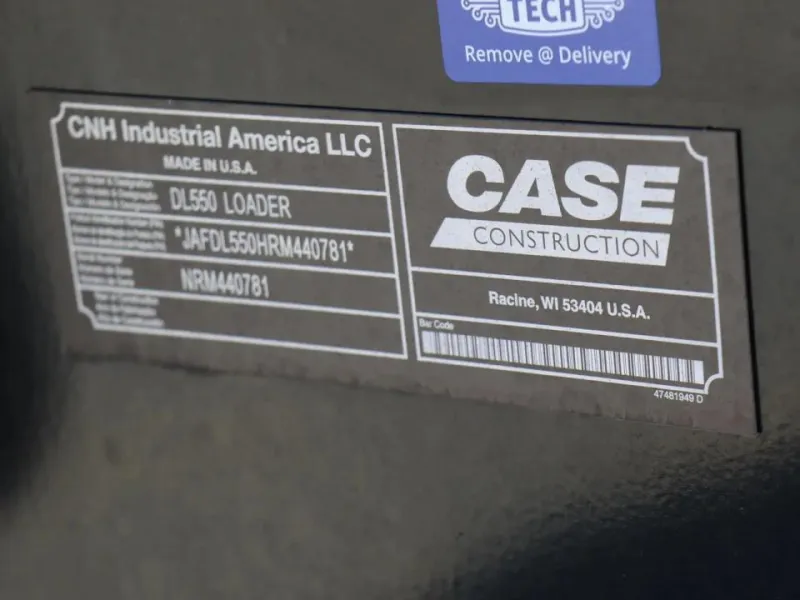 TECH
Remove @ Delivery
CNH Industrial America LLC
MADE IN U.S.A.
DL550 LOADER
*JAFDL550HRM440781*
NRM440781
CASE
CONSTRUCTION
Racine, WI 53404 U.S.A.
Bar Code
47481949 D